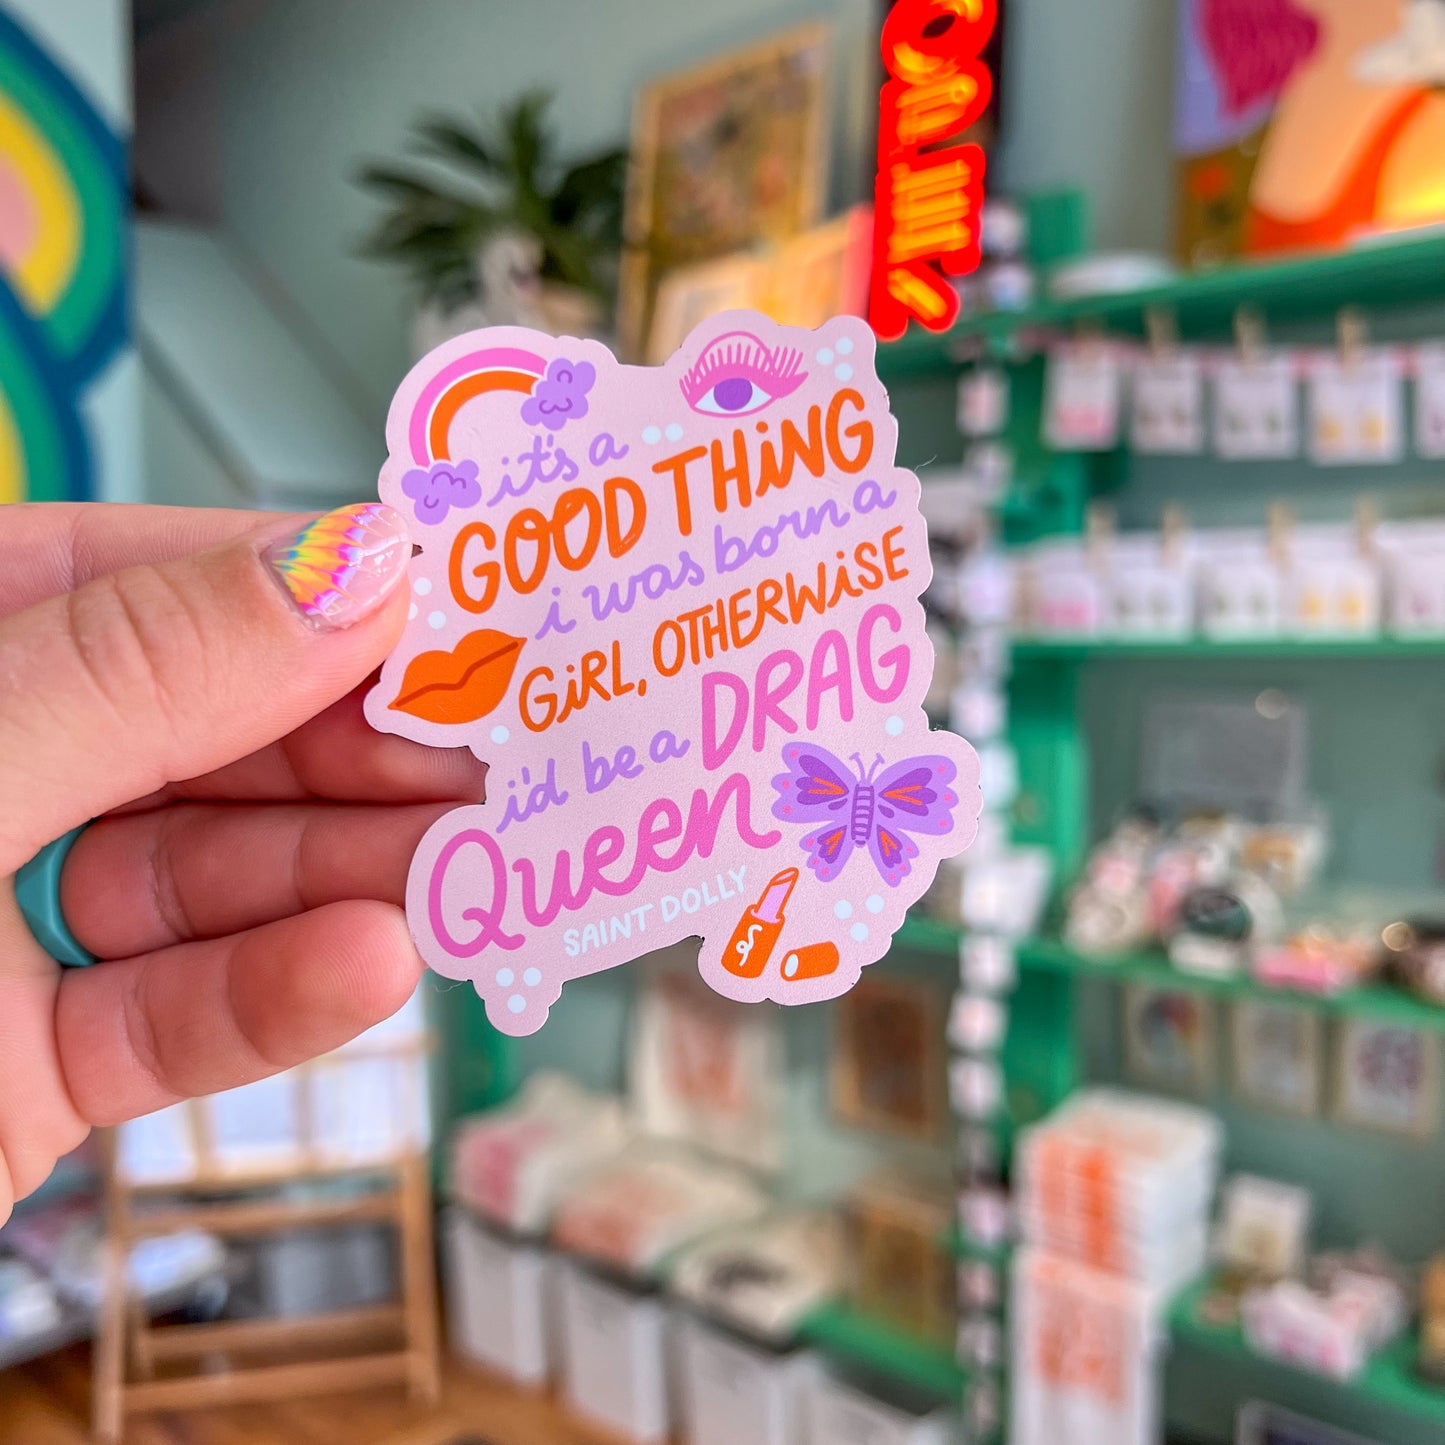 it's a
GOOD THiNG
i was born a
GiRL, OTHERWiSE
i'd be a DRAG
Queen
SAINT DOLLY